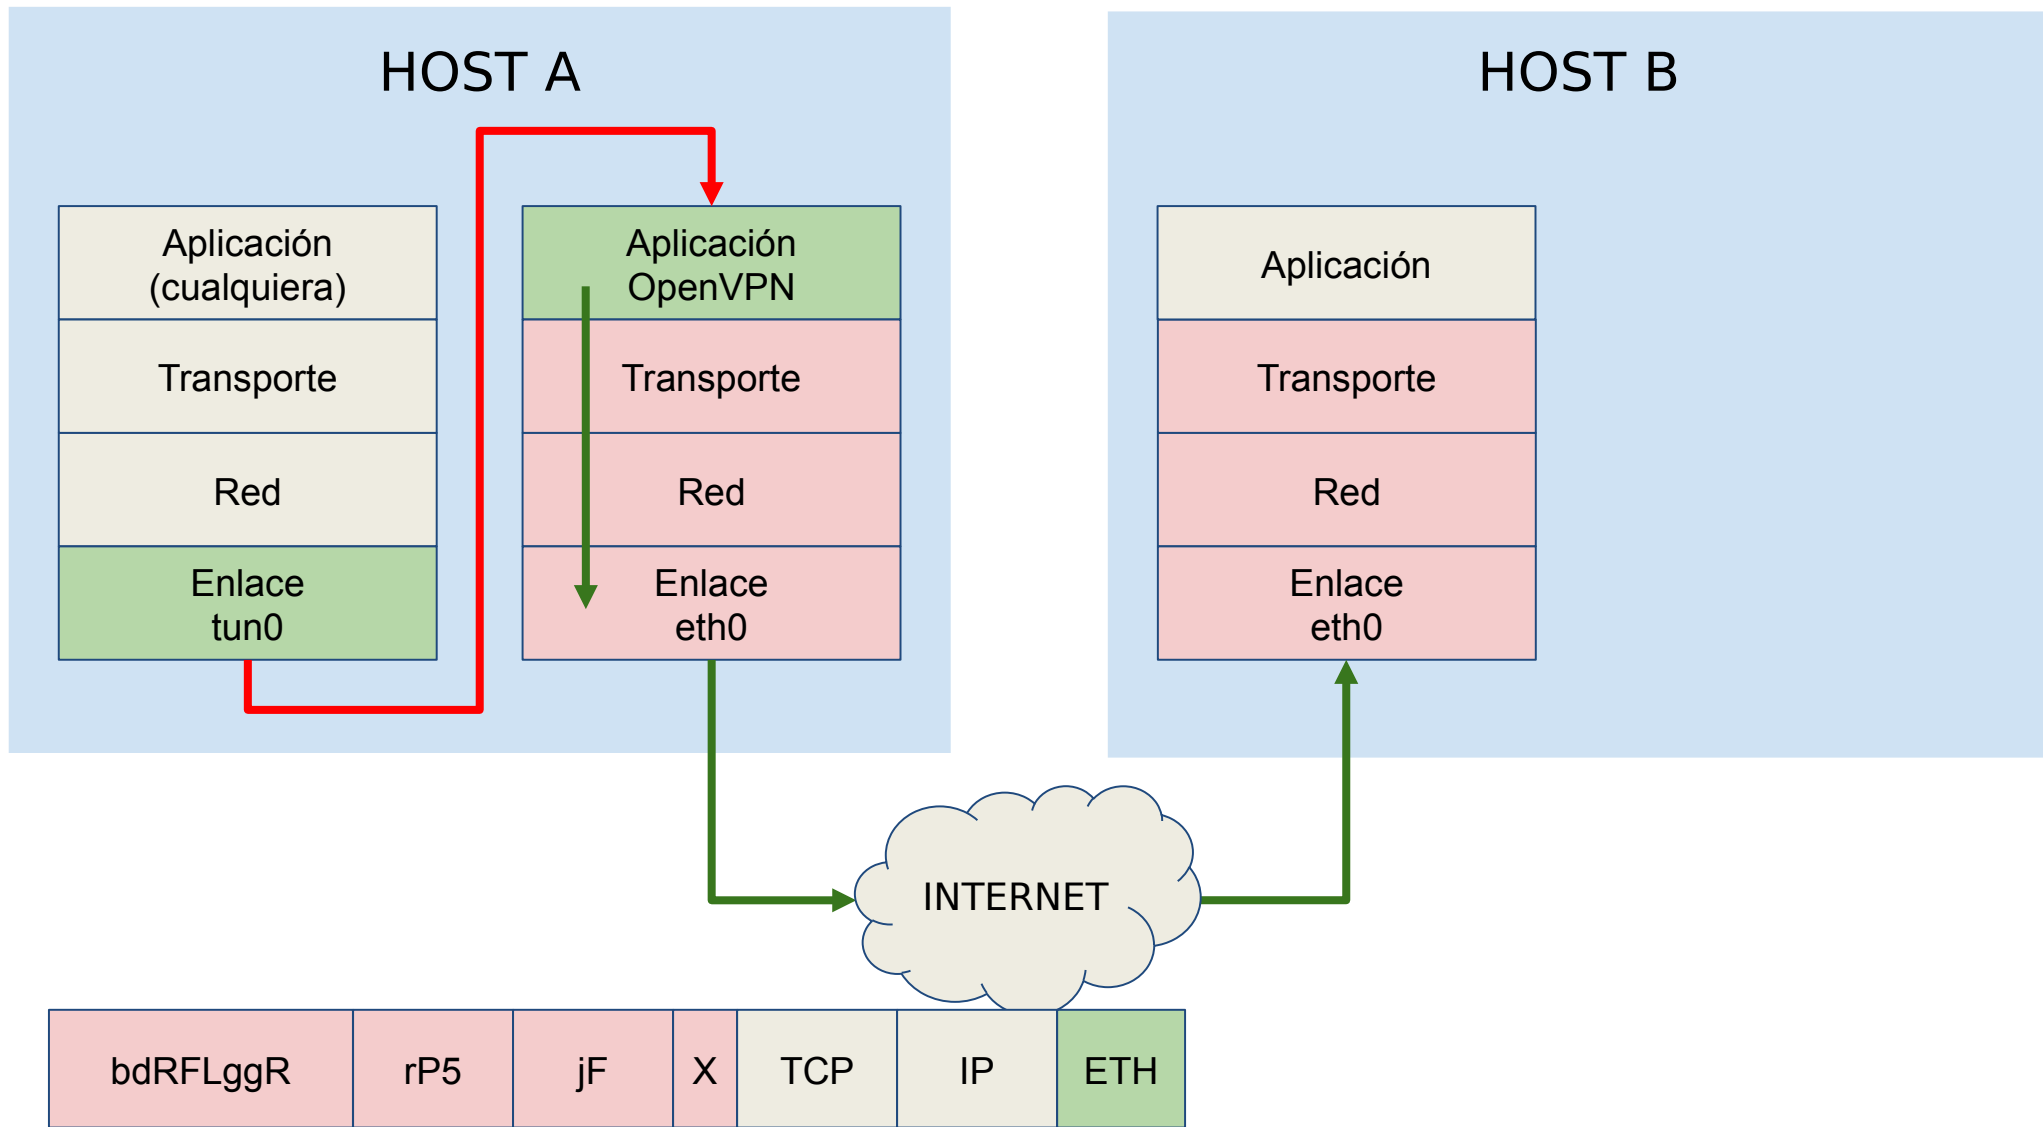 HOST A
Aplicación
(cualquiera)
Transporte
Red
Enlace
tun0
Aplicación
OpenVPN
Transporte
Red
Enlace
eth0
HOST B
Aplicación
Transporte
Red
Enlace
eth0
INTERNET
bdRFLggR
rP5
jF
X
TCP
IP
ETH